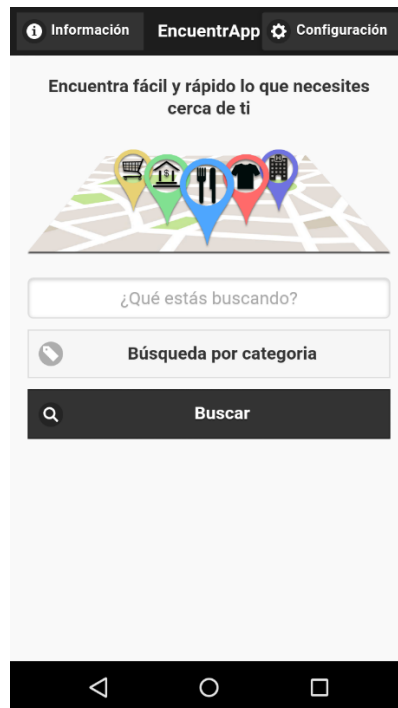 Información EncuentrApp Configuración
Encuentra fácil y rápido lo que necesites
cerca de ti
$
¿Qué estás buscando?
Búsqueda por categoria
Buscar